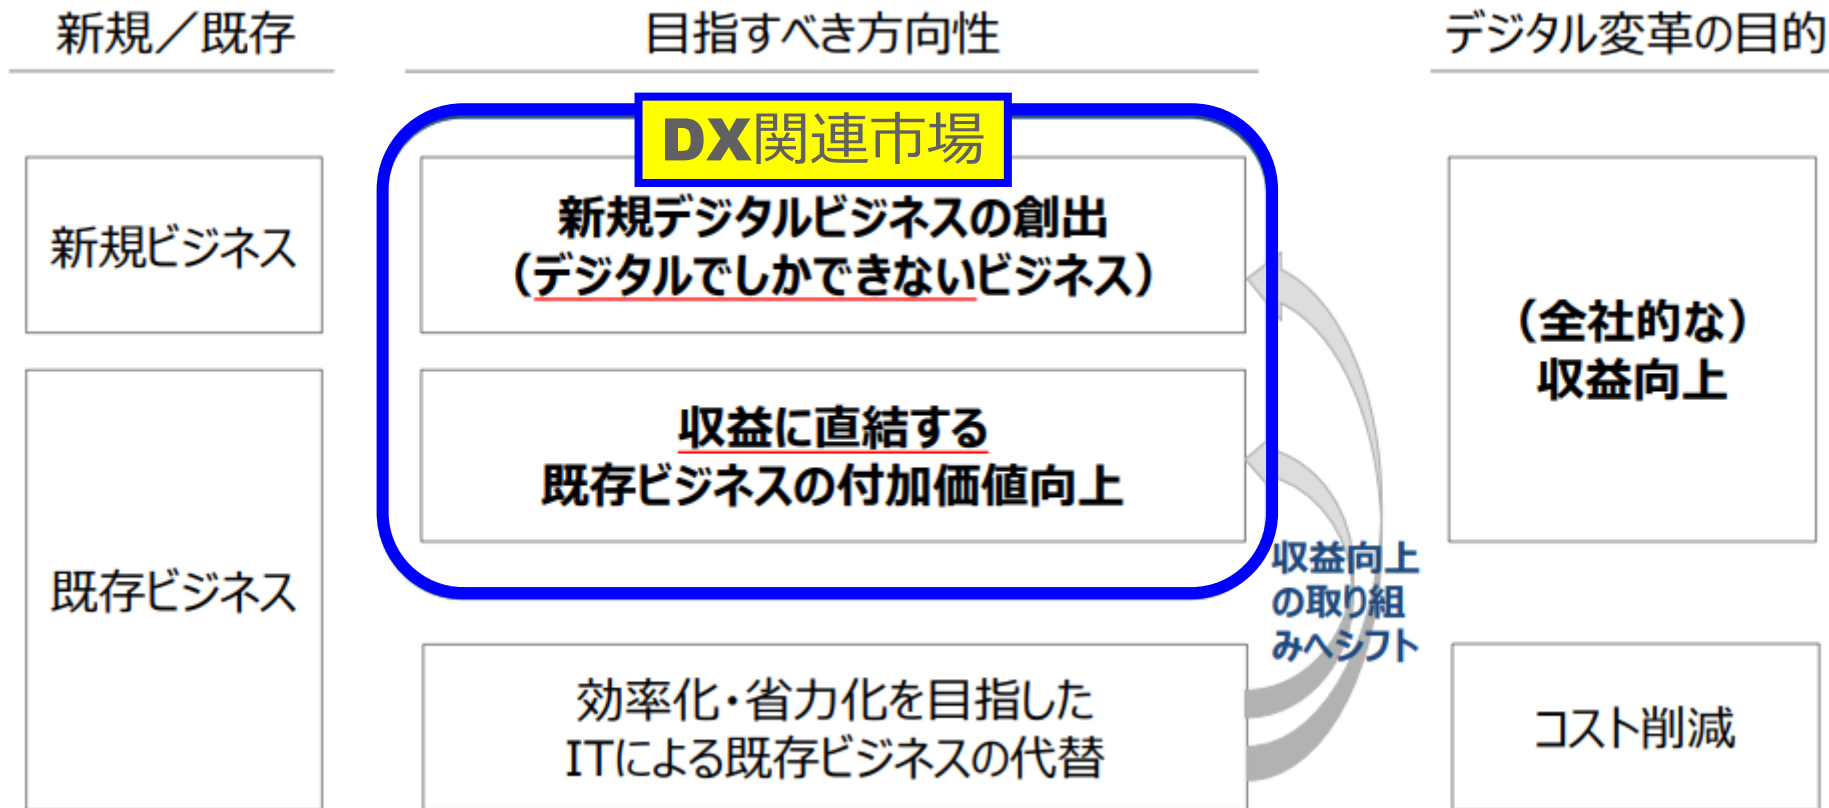 新規／既存
目指すべき方向性
デジタル変革の目的
DX関連市場
新規ビジネス
新規デジタルビジネスの創出
（デジタルでしかできないビジネス）
（全社的な）
収益向上
既存ビジネス
収益に直結する
既存ビジネスの付加価値向上
収益向上
の取り組
みへシフト
効率化・省力化を目指した
ITによる既存ビジネスの代替
コスト削減